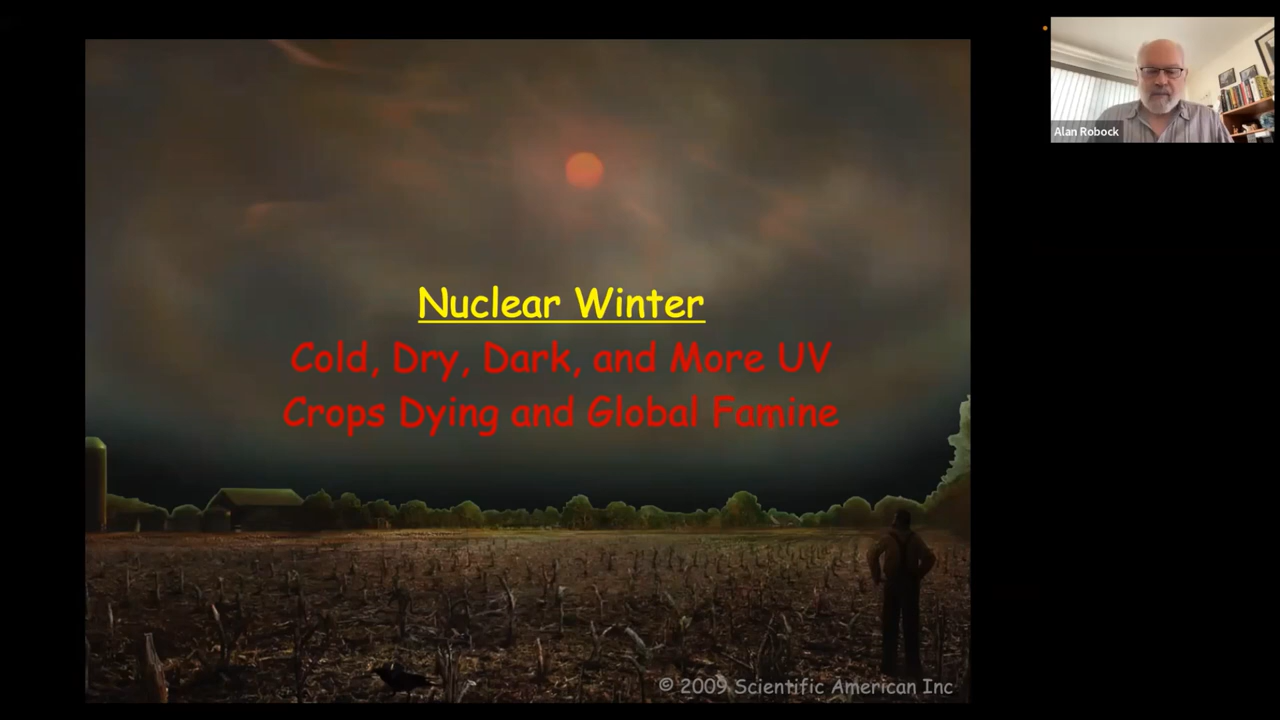 Nuclear Winter
Cold, Dry, Dark, and More UV
Crops Dying and Global Famine
© 2009 Scientific American Inc
Alan Robock